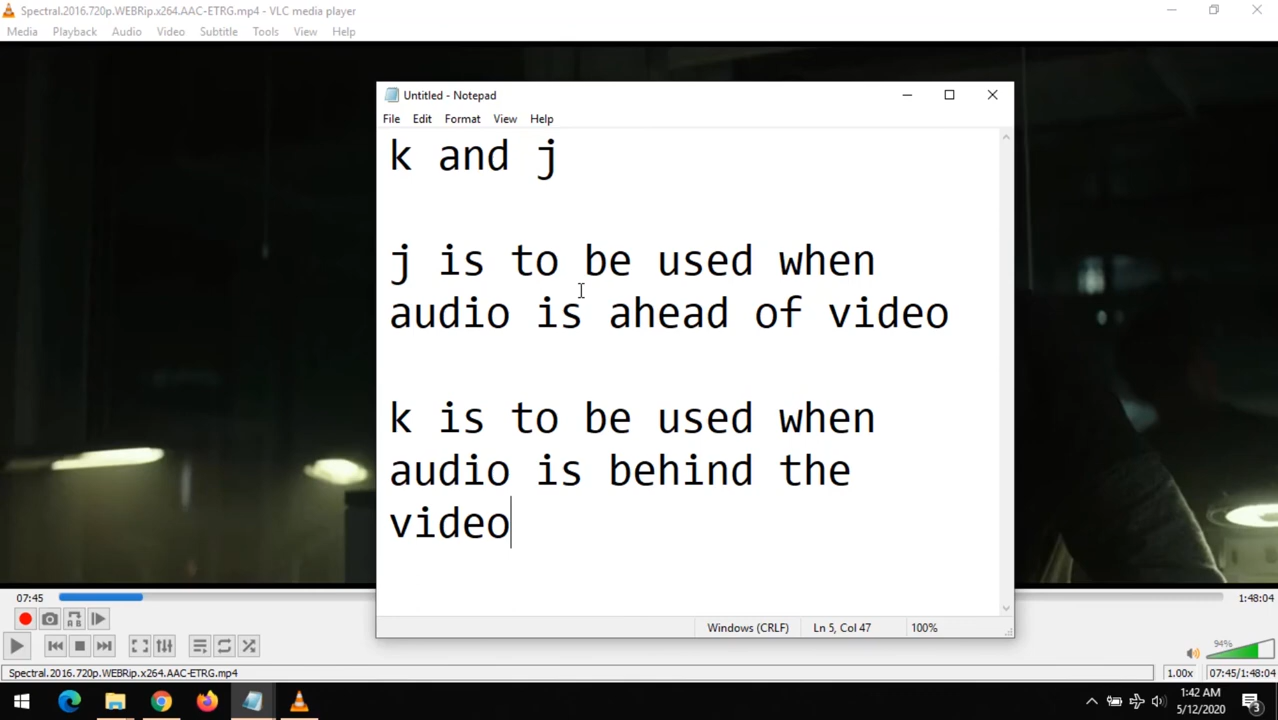 Spectral.2016.720p.WEBRip.x264.AAC-ETRG.mp4 - VLC media player
Media Playback Audio Video Subtitle Tools View Help
Untitled - Notepad
File Edit Format View Help
k and j
j is to be used when
audio is ahead of video
k is to be used when
audio is behind the
video
Windows (CRLF) Ln 5, Col 47 100%
07:45 1:48:04
94%
Spectral.2016.720p.WEBRip.x264.AAC-ETRG.mp4 1.00x 07:45/1:48:04
1:42 AM
5/12/2020
3